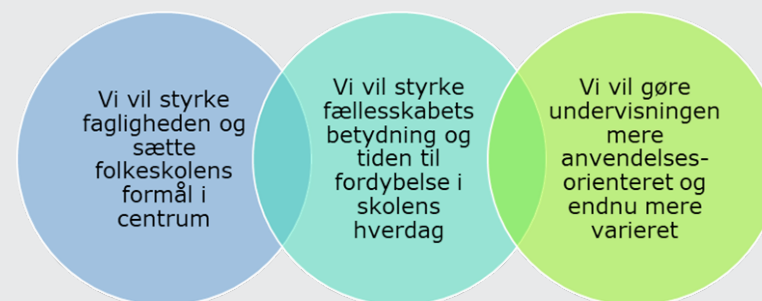 Vi vil styrke
fagligheden og
sætte
folkeskolens
formål i
centrum
Vi vil styrke
fællesskabets
betydning og
tiden til
fordybelse i
skolens
hverdag
Vi vil gøre
undervisningen
mere
anvendelses-
orienteret og
endnu mere
varieret